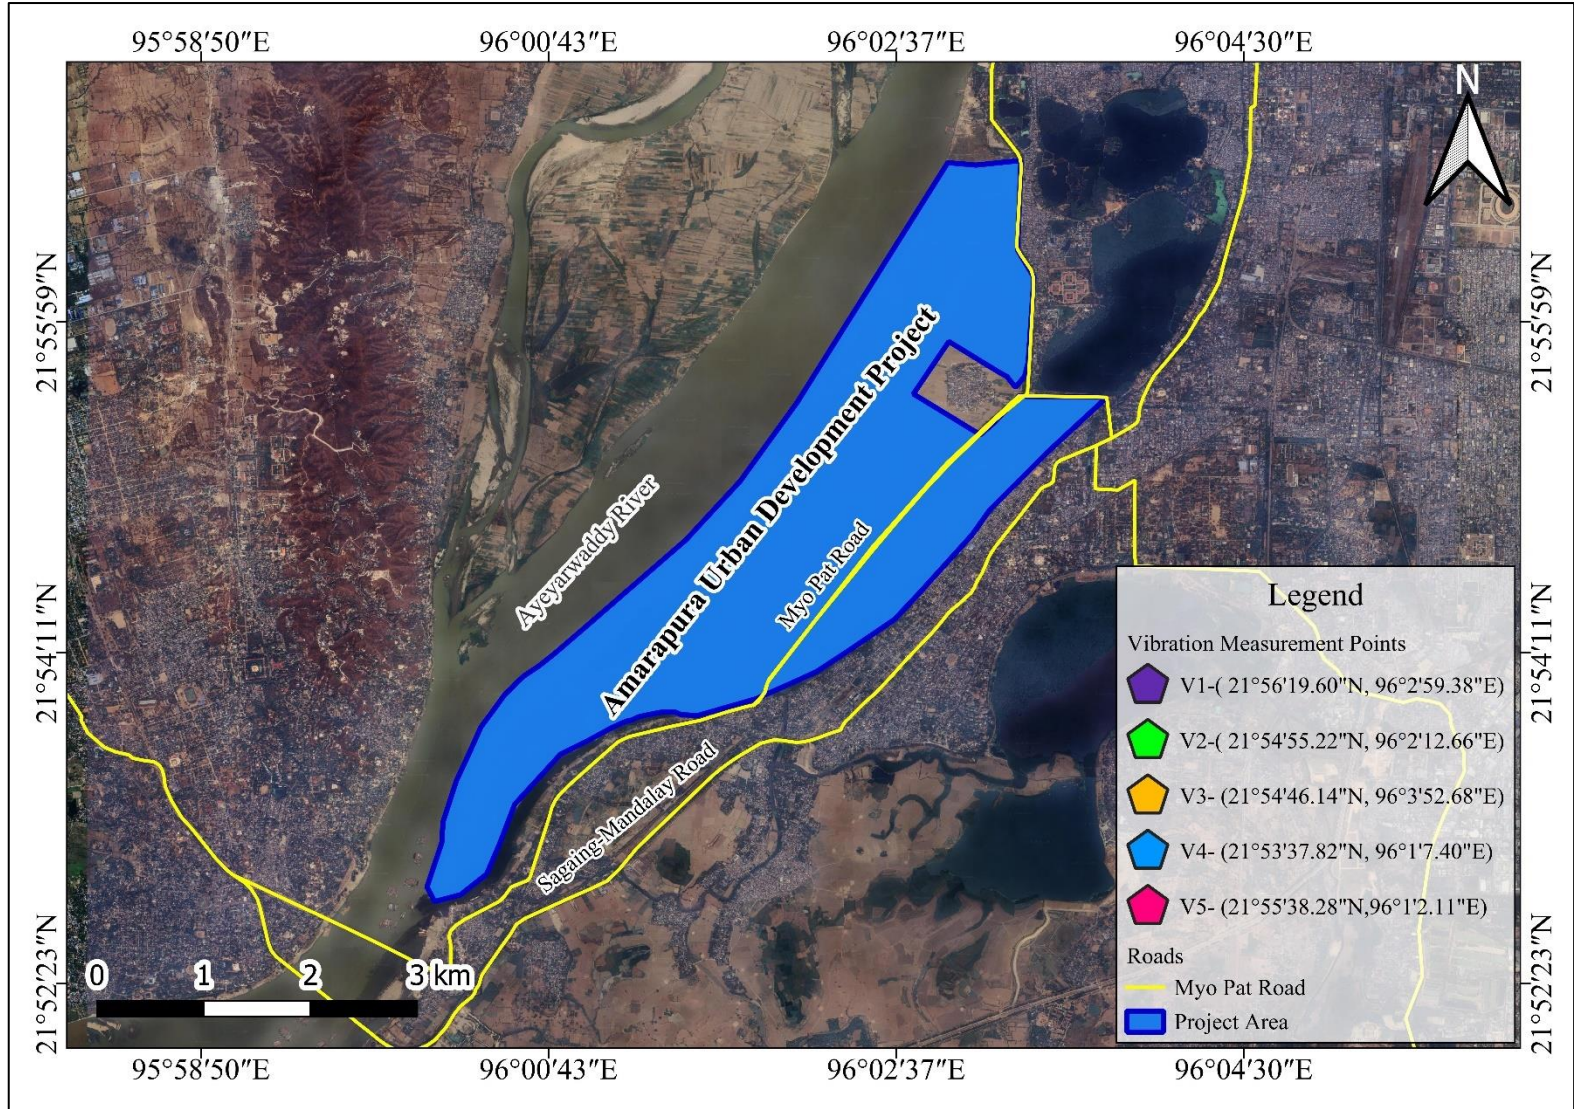 95°58'50"E 96°00'43"E 96°02'37"E 96°04'30"E
N
21°55'59"N
21°55'59"N
Amarapura Urban Development Project
Ayeyarwaddy River
Myo Pat Road
21°54'11"N
21°54'11"N
Sagaing-Mandalay Road
Legend
Vibration Measurement Points
V1-( 21°56'19.60"N, 96°2'59.38"E)
V2-( 21°54'55.22"N, 96°2'12.66"E)
V3- (21°54'46.14"N, 96°3'52.68"E)
V4- (21°53'37.82"N, 96°1'7.40"E)
V5- (21°55'38.28"N,96°1'2.11"E)
Roads
Myo Pat Road
Project Area
21°52'23"N
21°52'23"N
0 1 2 3 km
95°58'50"E 96°00'43"E 96°02'37"E 96°04'30"E